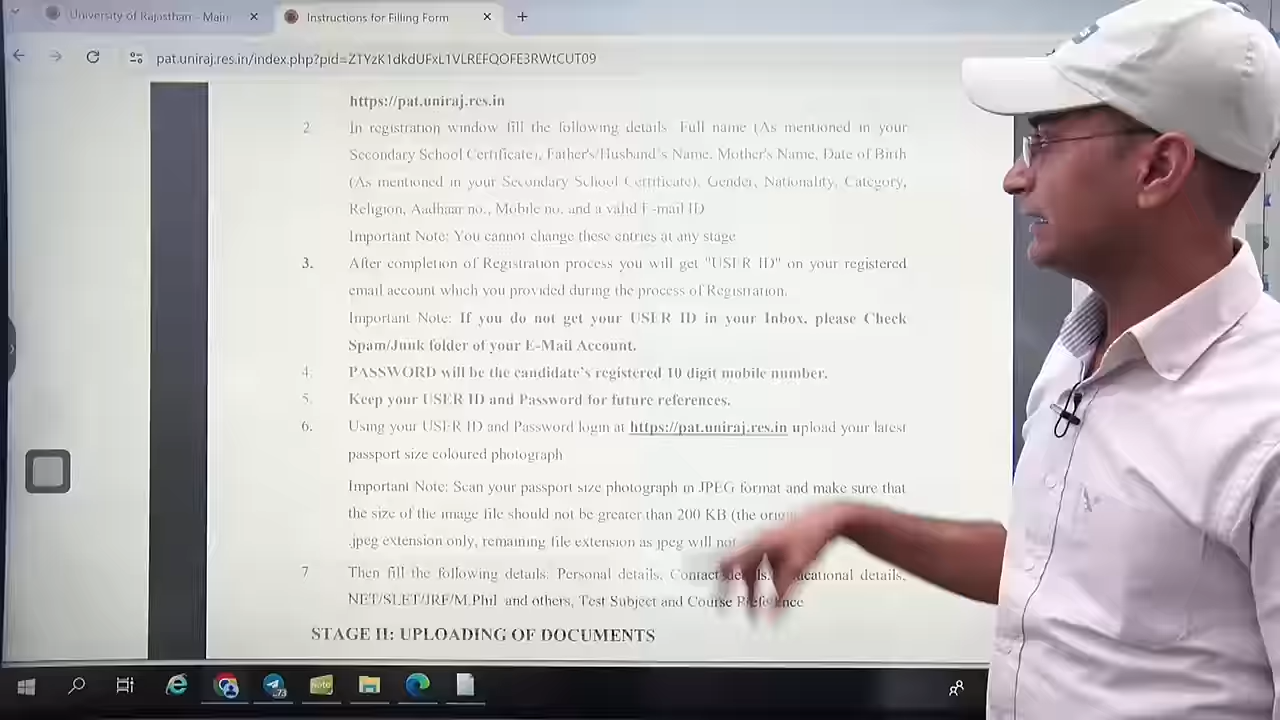 University of Rajasthan - Main
Instructions for Filling Form
pat.uniraj.res.in/index.php?pid=ZTYzK1dkdUFxL1VLREFQOFE3RWtCUT09
https://pat.uniraj.res.in
2. In registration window fill the following details. Full name (As mentioned in your
Secondary School Certificate), Father's/Husband's Name, Mother's Name, Date of Birth
(As mentioned in your Secondary School Certificate), Gender, Nationality, Category,
Religion, Aadhaar no., Mobile no. and a valid E-mail ID
Important Note: You cannot change these entries at any stage
3. After completion of Registration process you will get "USER ID" on your registered
email account which you provided during the process of Registration.
Important Note: If you do not get your USER ID in your Inbox, please Check
Spam/Junk folder of your E-Mail Account.
4. PASSWORD will be the candidate's registered 10 digit mobile number.
5. Keep your USER ID and Password for future references.
6. Using your USER ID and Password login at https://pat.uniraj.res.in upload your latest
passport size coloured photograph
Important Note: Scan your passport size photograph in JPEG format and make sure that
the size of the image file should not be greater than 200 KB (the
.jpeg extension only, remaining file extension as jpeg will not
7 Then fill the following details. Personal details, Contact details,
NET/SLET/JRF/M.Phil and others, Test Subject and Course Preference
STAGE II: UPLOADING OF DOCUMENTS
73
note